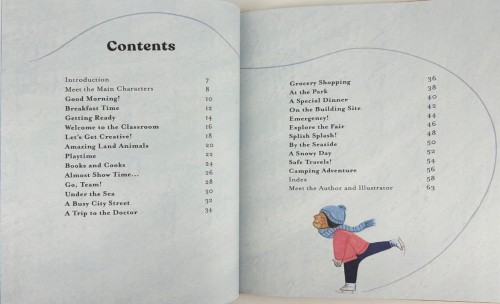 Contents
Introduction 7
Meet the Main Characters 8
Good Morning! 10
Breakfast Time 12
Getting Ready 14
Welcome to the Classroom 16
Let's Get Creative! 18
Amazing Land Animals 20
Playtime 22
Books and Cooks 24
Almost Show Time... 26
Go, Team! 28
Under the Sea 30
A Busy City Street 32
A Trip to the Doctor 34
Grocery Shopping 36
At the Park 38
A Special Dinner 40
On the Building Site 42
Emergency! 44
Explore the Fair 46
Splish Splash! 48
By the Seaside 50
A Snowy Day 52
Safe Travels! 54
Camping Adventure 56
Index 58
Meet the Author and Illustrator 63